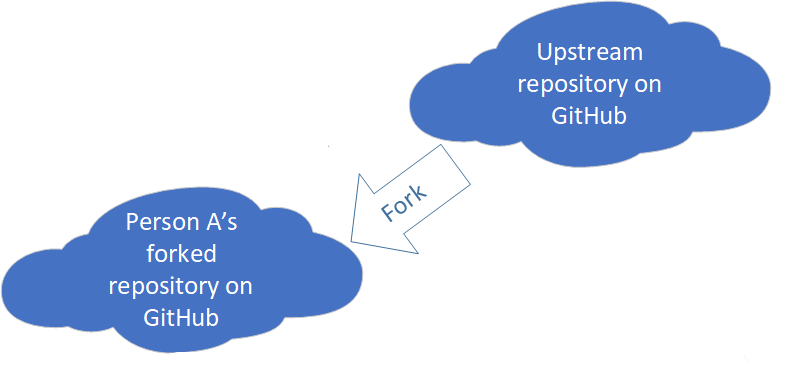 Upstream
repository on
GitHub
Fork
Person A’s
forked
repository on
GitHub